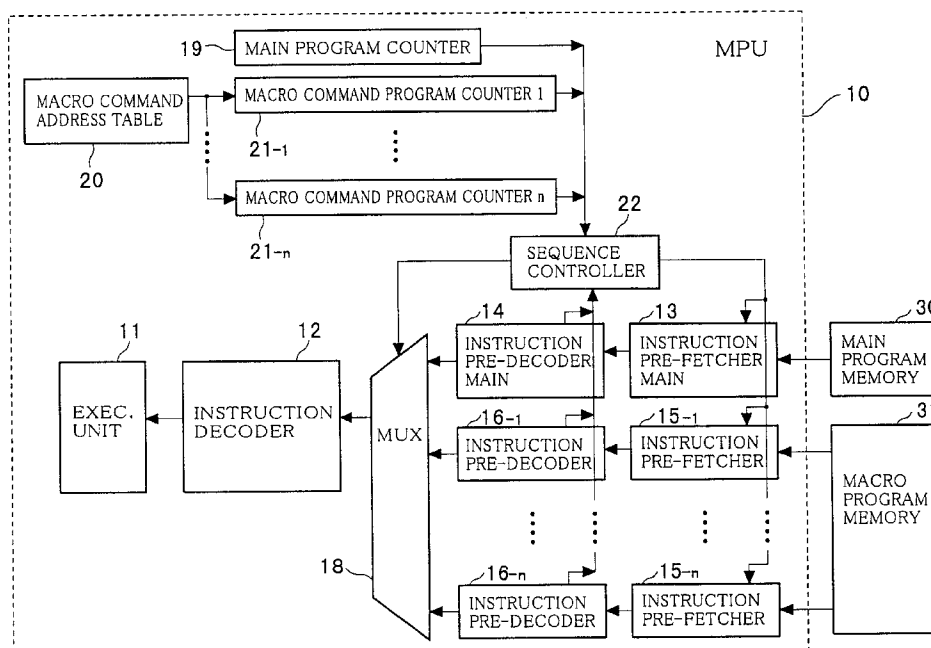 19
MAIN PROGRAM COUNTER
MPU
MACRO COMMAND
ADDRESS TABLE
20
MACRO COMMAND PROGRAM COUNTER 1
21-1
MACRO COMMAND PROGRAM COUNTER n
21-n
10
22
SEQUENCE
CONTROLLER
11
EXEC.
UNIT
12
INSTRUCTION
DECODER
MUX
18
14
INSTRUCTION
PRE-DECODER
MAIN
13
INSTRUCTION
PRE-FETCHER
MAIN
MAIN
PROGRAM
MEMORY
16-1
INSTRUCTION
PRE-DECODER
15-1
INSTRUCTION
PRE-FETCHER
MACRO
PROGRAM
MEMORY
16-n
INSTRUCTION
PRE-DECODER
15-n
INSTRUCTION
PRE-FETCHER